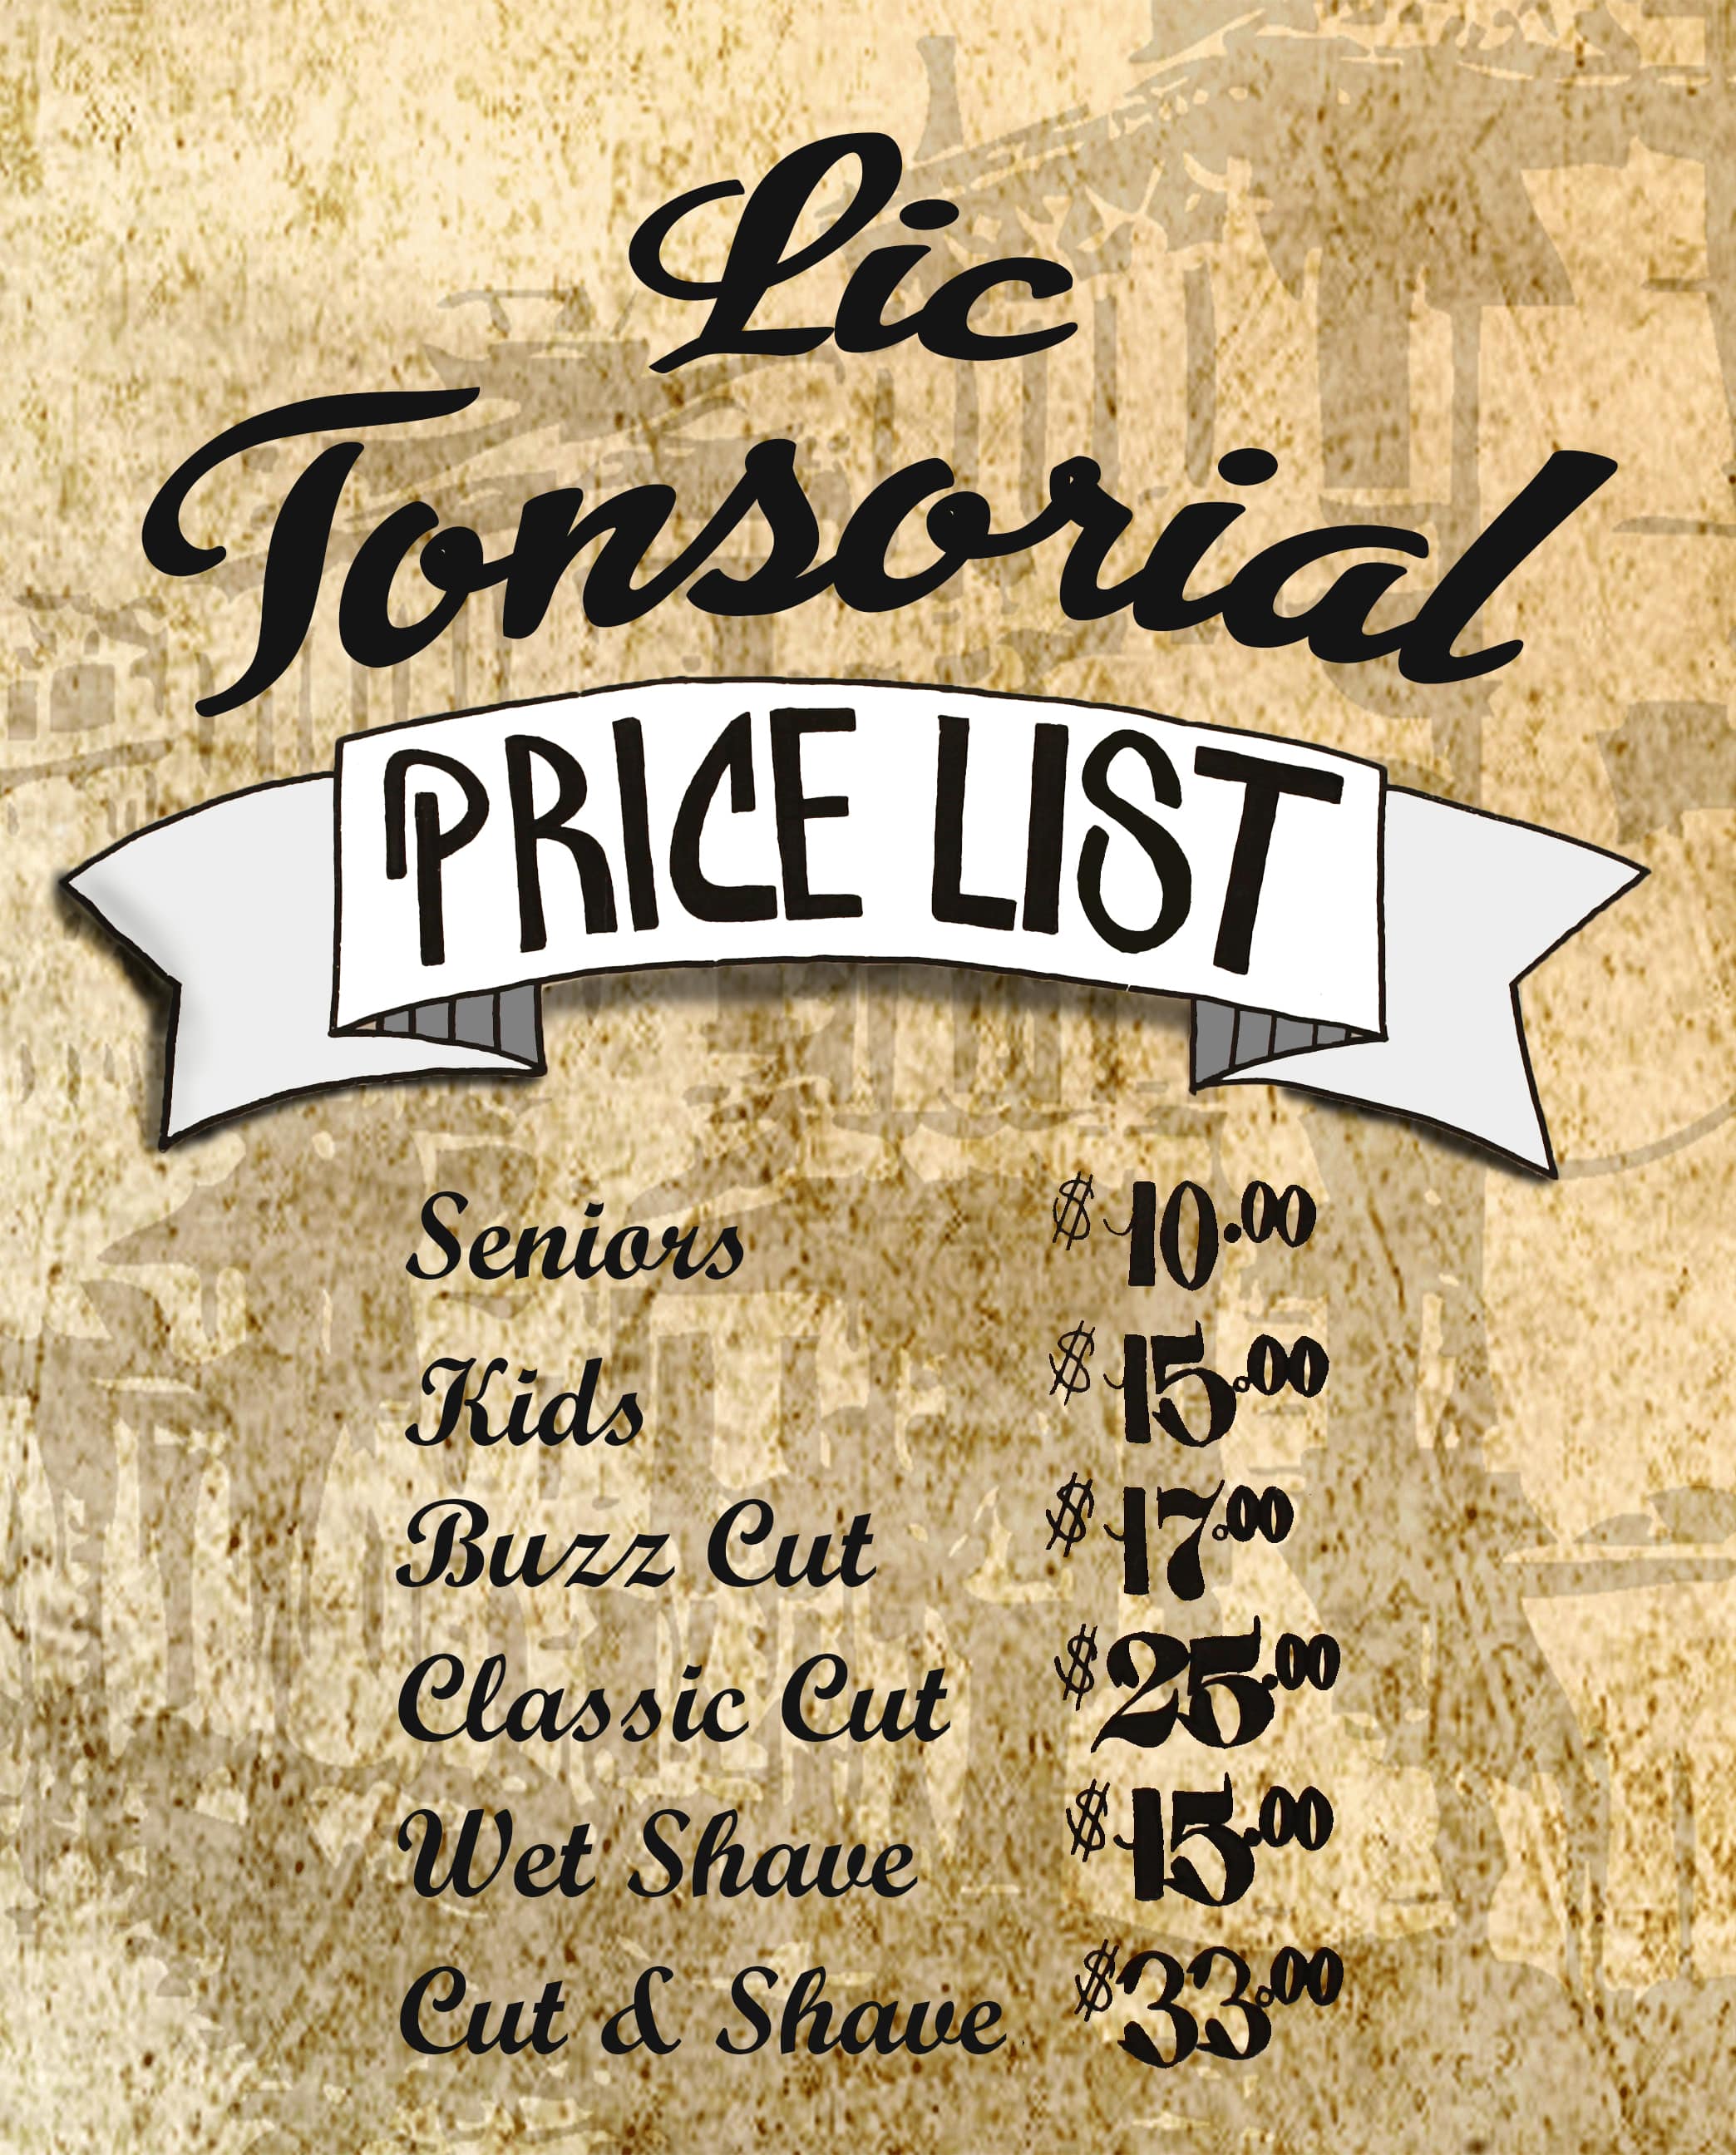 Lic
Tonsorial
PRICE LIST
Seniors $10.00
Kids $15.00
Buzz Cut $17.00
Classic Cut $25.00
Wet Shave $15.00
Cut & Shave $33.00